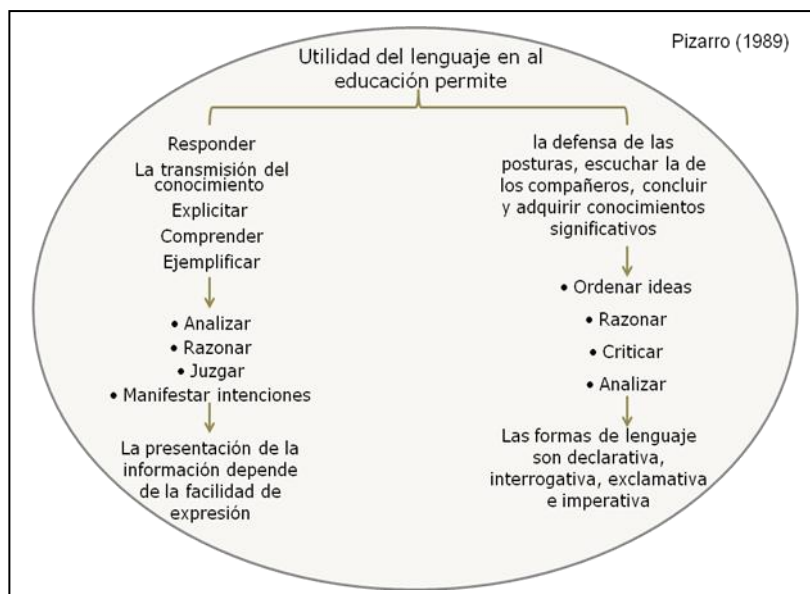 Pizarro (1989)
Utilidad del lenguaje en al
educación permite
Responder
La transmisión del
conocimiento
Explicitar
Comprender
Ejemplificar
• Analizar
• Razonar
• Juzgar
• Manifestar intenciones
La presentación de la
información depende
de la facilidad de
expresión
la defensa de las
posturas, escuchar la de
los compañeros, concluir
y adquirir conocimientos
significativos
• Ordenar ideas
• Razonar
• Criticar
• Analizar
Las formas de lenguaje
son declarativa,
interrogativa, exclamativa
e imperativa